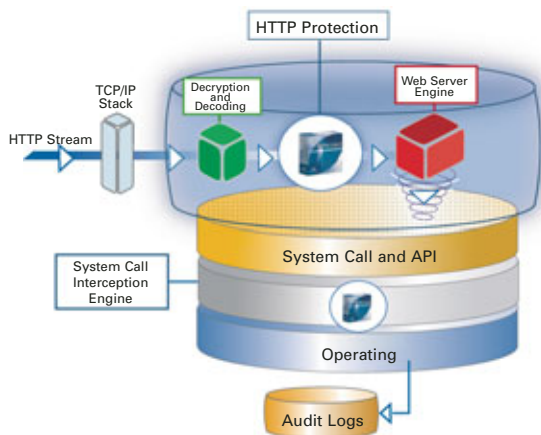 HTTP Protection
TCP/IP
Stack
Decryption
and
Decoding
Web Server
Engine
HTTP Stream
System Call and API
System Call
Interception
Engine
Operating
Audit Logs